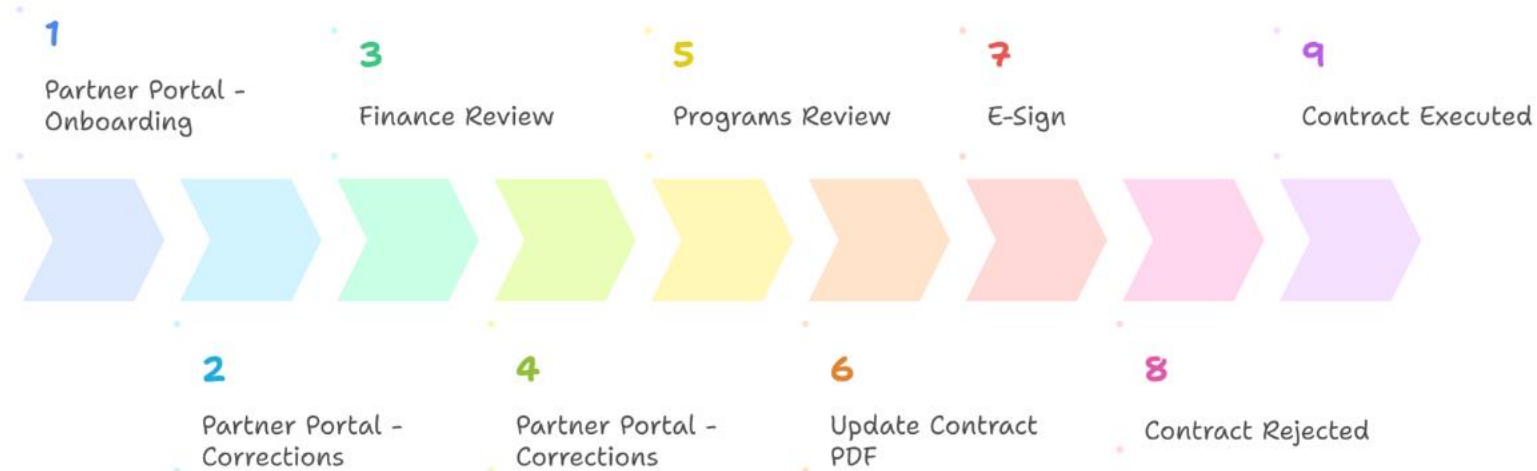 1
Partner Portal -
Onboarding
2
Partner Portal -
Corrections
3
Finance Review
4
Partner Portal -
Corrections
5
Programs Review
6
Update Contract
PDF
7
E-Sign
8
Contract Rejected
9
Contract Executed